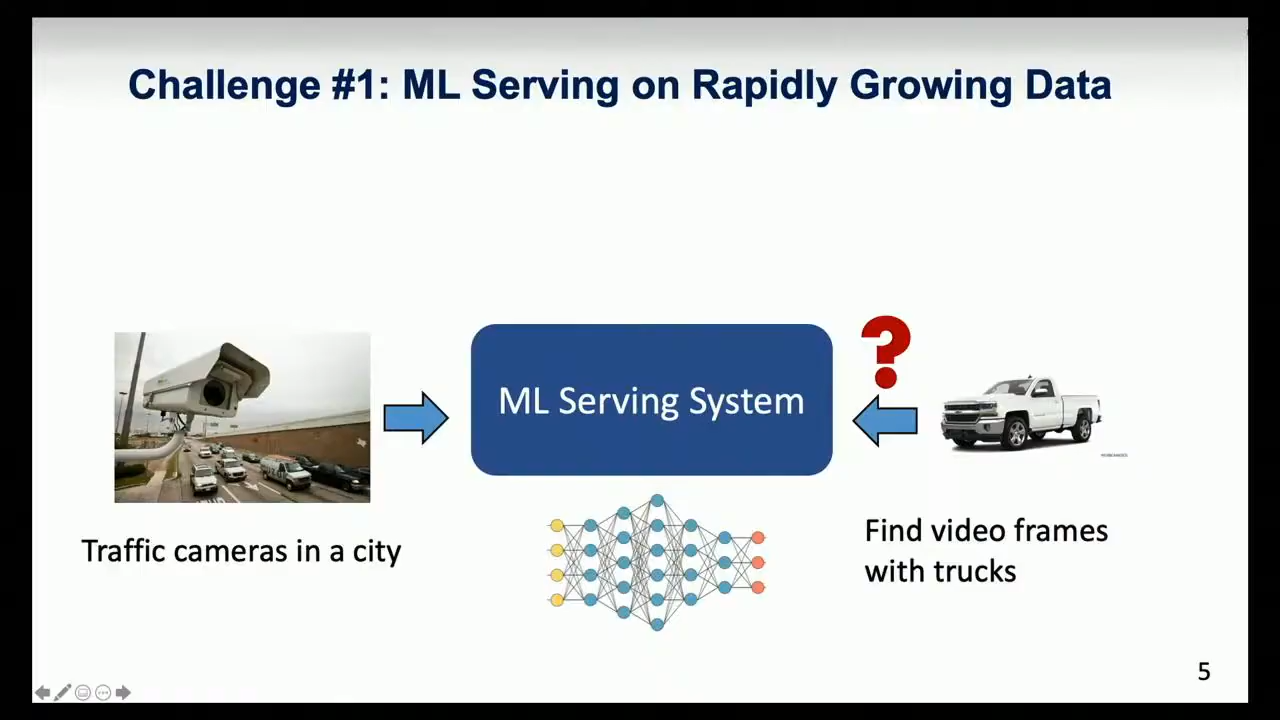 Challenge #1: ML Serving on Rapidly Growing Data
ML Serving System
?
Traffic cameras in a city
Find video frames
with trucks
5